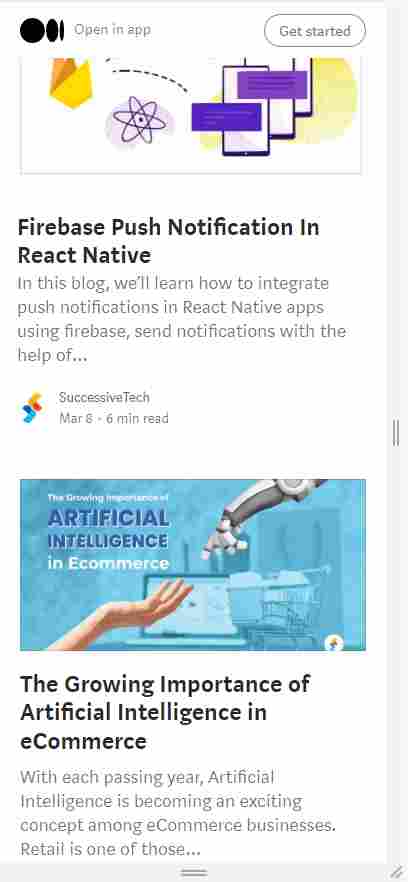 Open in app
Get started
Firebase Push Notification In
React Native
In this blog, we'll learn how to integrate
push notifications in React Native apps
using firebase, send notifications with the
help of...
SuccessiveTech
Mar 8 · 6 min read
The Growing Importance of
ARTIFICIAL
INTELLIGENCE
in Ecommerce
The Growing Importance of
Artificial Intelligence in
eCommerce
With each passing year, Artificial
Intelligence is becoming an exciting
concept among eCommerce businesses.
Retail is one of those...